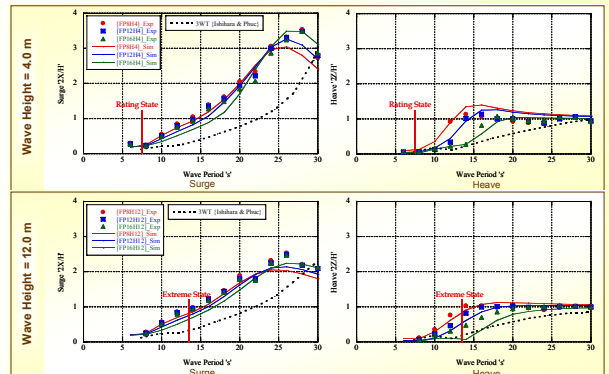 Wave Height = 4.0 m
Surge '2X/H'
4
3
2
1
0
[FP8H4]_Exp
[FP12H4]_Exp
[FP16H4]_Exp
[FP8H4]_Sim
[FP12H4]_Sim
[FP16H4]_Sim
3WT {Ishihara & Phuc}
Rating State
0 5 10 15 20 25 30
Wave Period 's'
Surge
Heave '2Z/H'
4
3
2
1
0
Rating State
0 5 10 15 20 25 30
Wave Period 's'
Heave
Wave Height = 12.0 m
Surge '2X/H'
4
3
2
1
0
[FP8H12]_Exp
[FP12H12]_Exp
[FP16H12]_Exp
[FP8H12]_Sim
[FP12H12]_Sim
[FP16H12]_Sim
3WT {Ishihara & Phuc}
Extreme State
0 5 10 15 20 25 30
Wave Period 's'
Surge
Heave '2Z/H'
4
3
2
1
0
Extreme State
0 5 10 15 20 25 30
Wave Period 's'
Heave